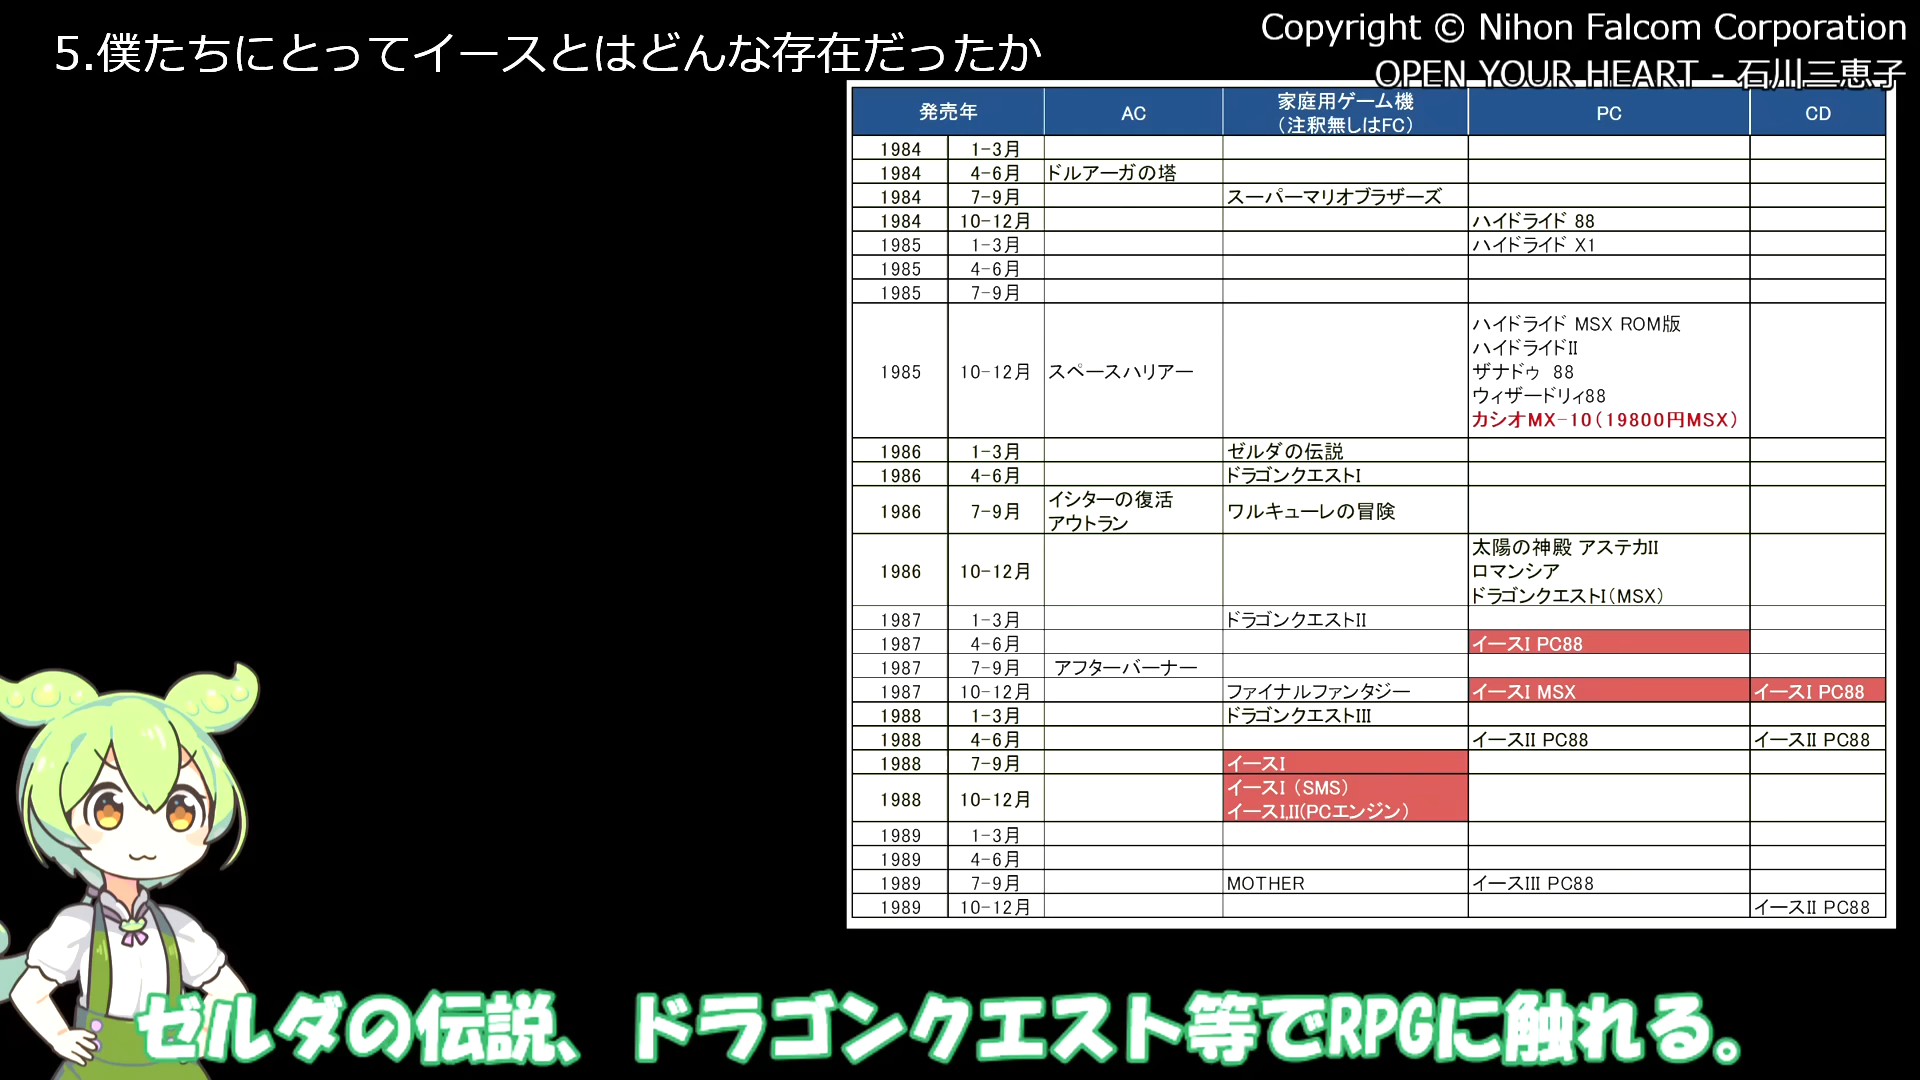 5.僕たちにとってイースとはどんな存在だったか
Copyright © Nihon Falcom Corporation
OPEN YOUR HEART - 石川三恵子
発売年 AC 家庭用ゲーム機 PC CD
（注釈無しはFC）
1984 1-3月
1984 4-6月 ドルアーガの塔
1984 7-9月 スーパーマリオブラザーズ
1984 10-12月 ハイドライド 88
1985 1-3月 ハイドライド X1
1985 4-6月
1985 7-9月
ハイドライド MSX ROM版
ハイドライドII
1985 10-12月 スペースハリアー ザナドゥ 88
ウィザードリィ88
カシオMX-10（19800円MSX）
1986 1-3月 ゼルダの伝説
1986 4-6月 ドラゴンクエストI
イシターの復活
1986 7-9月 ワルキューレの冒険
アウトラン
太陽の神殿 アステカII
1986 10-12月 ロマンシア
ドラゴンクエストI（MSX）
1987 1-3月 ドラゴンクエストII
1987 4-6月 イースI PC88
1987 7-9月 アフターバーナー
1987 10-12月 ファイナルファンタジー イースI MSX イースI PC88
1988 1-3月 ドラゴンクエストIII
1988 4-6月 イースII PC88 イースII PC88
1988 7-9月 イースI
1988 10-12月 イースI （SMS）
イースI,II(PCエンジン）
1989 1-3月
1989 4-6月
1989 7-9月 MOTHER イースIII PC88
1989 10-12月 イースII PC88
ゼルダの伝説、ドラゴンクエスト等でRPGに触れる。